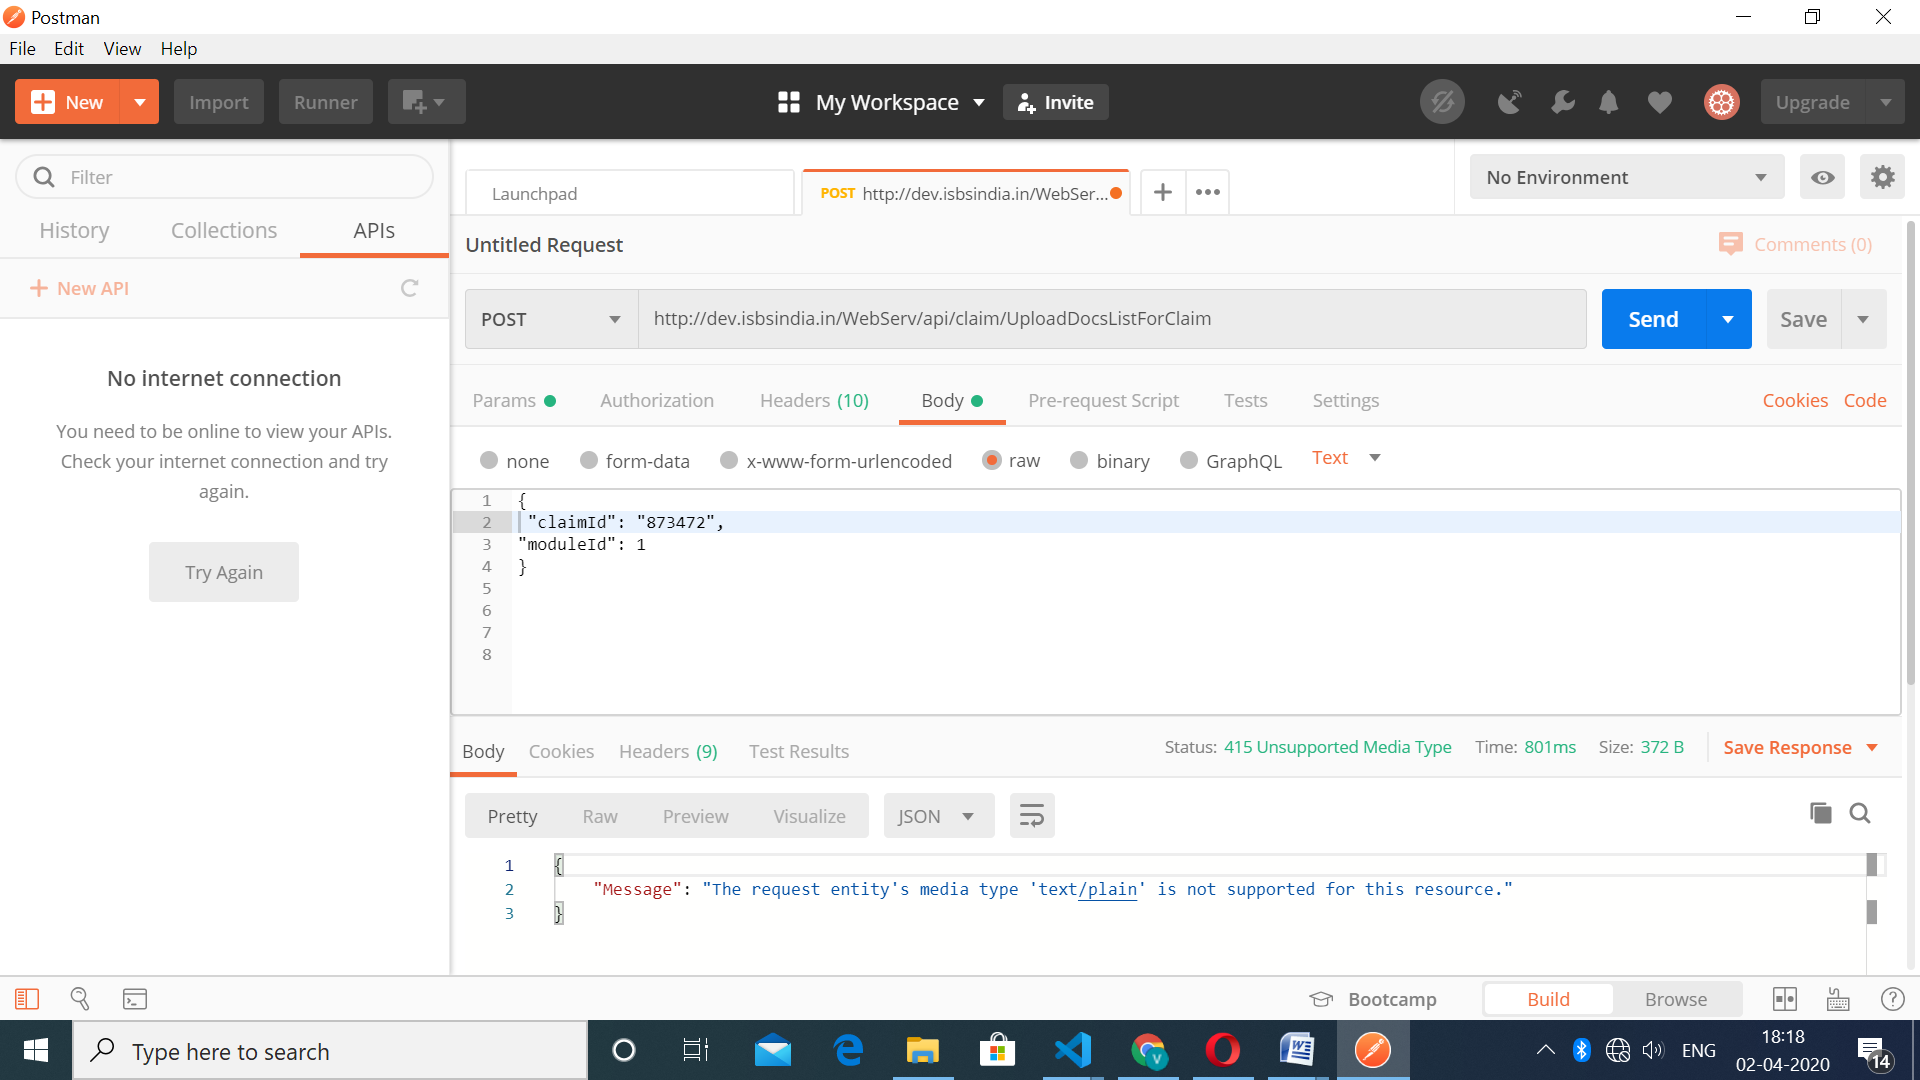 Postman
File Edit View Help
New Import Runner My Workspace Invite Upgrade
Filter
History Collections APIs
New API
No internet connection
You need to be online to view your APIs.
Check your internet connection and try
again.
Try Again
Launchpad POST http://dev.isbsindia.in/WebSer... No Environment
Untitled Request Comments (0)
POST http://dev.isbsindia.in/WebServ/api/claim/UploadDocsListForClaim Send Save
Params Authorization Headers (10) Body Pre-request Script Tests Settings Cookies Code
none form-data x-www-form-urlencoded raw binary GraphQL Text
1 {
2 "claimId": "873472",
3 "moduleId": 1
4 }
5
6
7
8
Body Cookies Headers (9) Test Results Status: 415 Unsupported Media Type Time: 801ms Size: 372 B Save Response
Pretty Raw Preview Visualize JSON
1 {
2 "Message": "The request entity's media type 'text/plain' is not supported for this resource."
3 }
Bootcamp Build Browse
Type here to search V ENG 18:18
02-04-2020 14